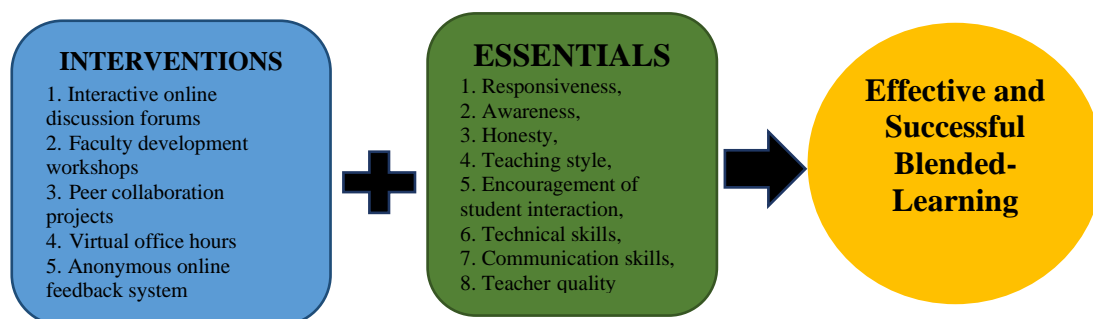 INTERVENTIONS
1. Interactive online
discussion forums
2. Faculty development
workshops
3. Peer collaboration
projects
4. Virtual office hours
5. Anonymous online
feedback system
ESSENTIALS
1. Responsiveness,
2. Awareness,
3. Honesty,
4. Teaching style,
5. Encouragement of
student interaction,
6. Technical skills,
7. Communication skills,
8. Teacher quality
Effective and
Successful
Blended-
Learning